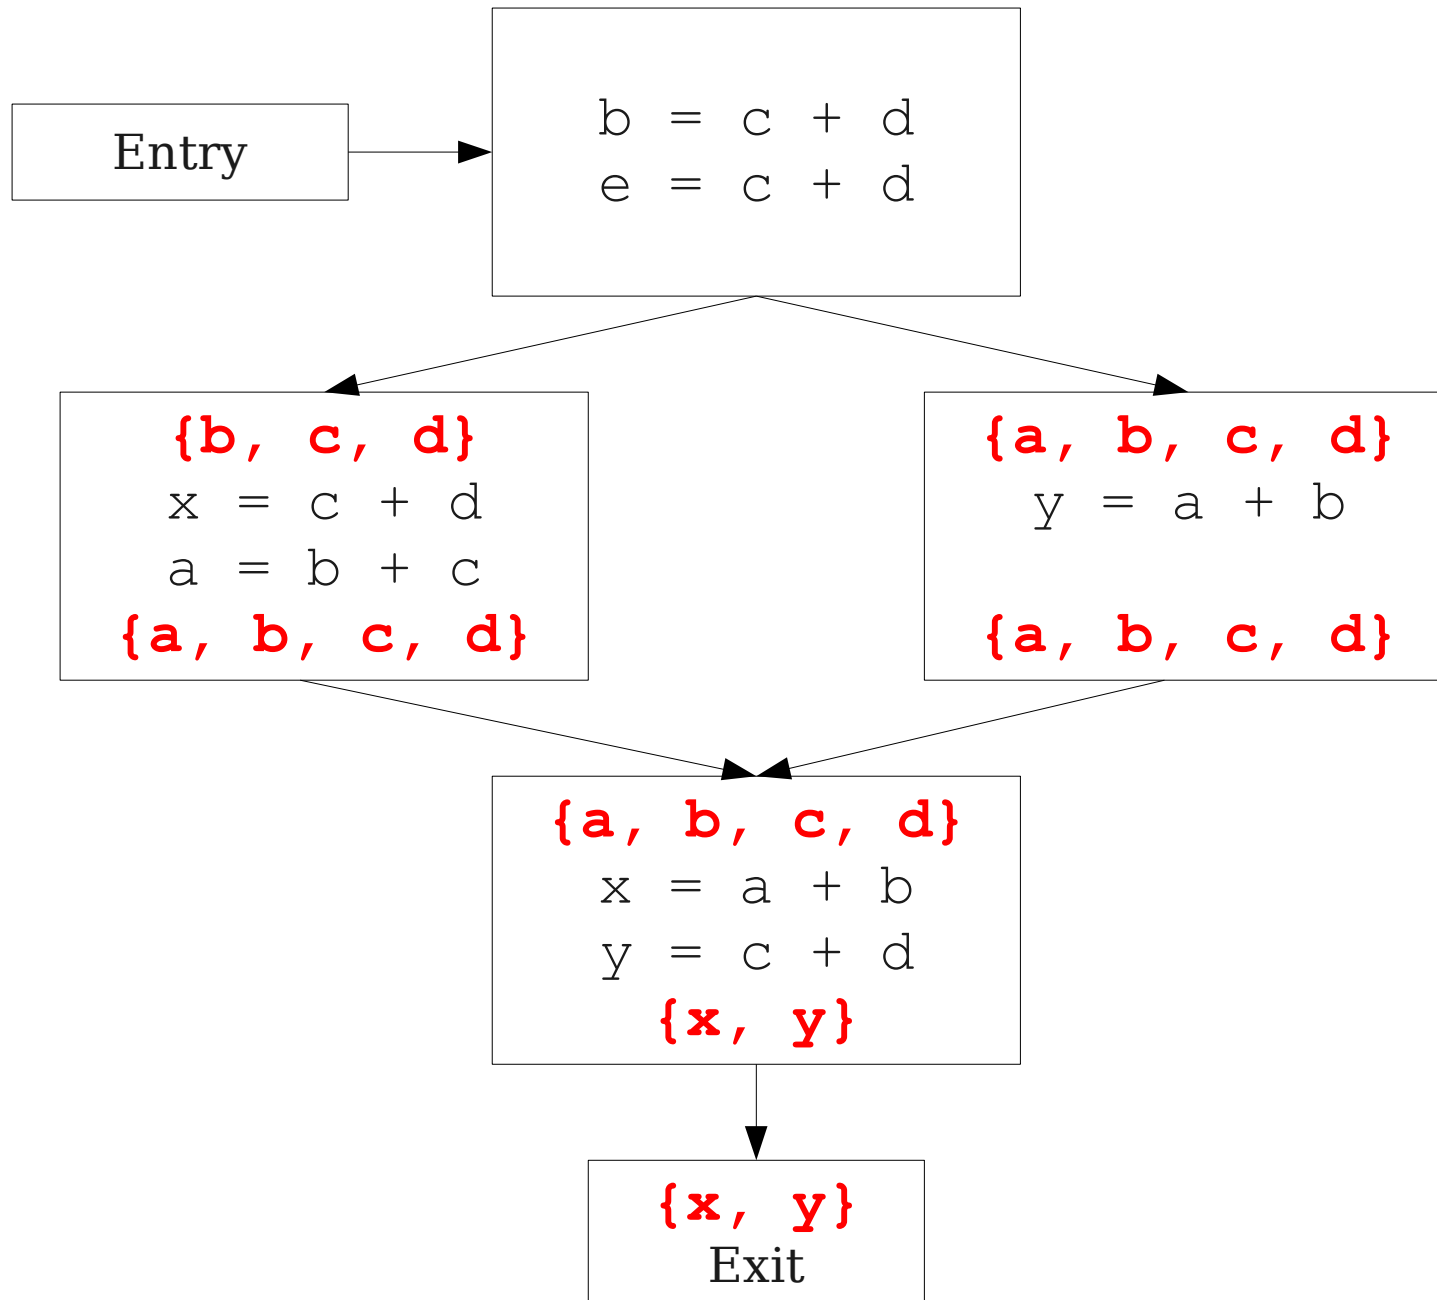 Entry
b = c + d
e = c + d
{b, c, d}
x = c + d
a = b + c
{a, b, c, d}
{a, b, c, d}
y = a + b
{a, b, c, d}
{a, b, c, d}
x = a + b
y = c + d
{x, y}
{x, y}
Exit